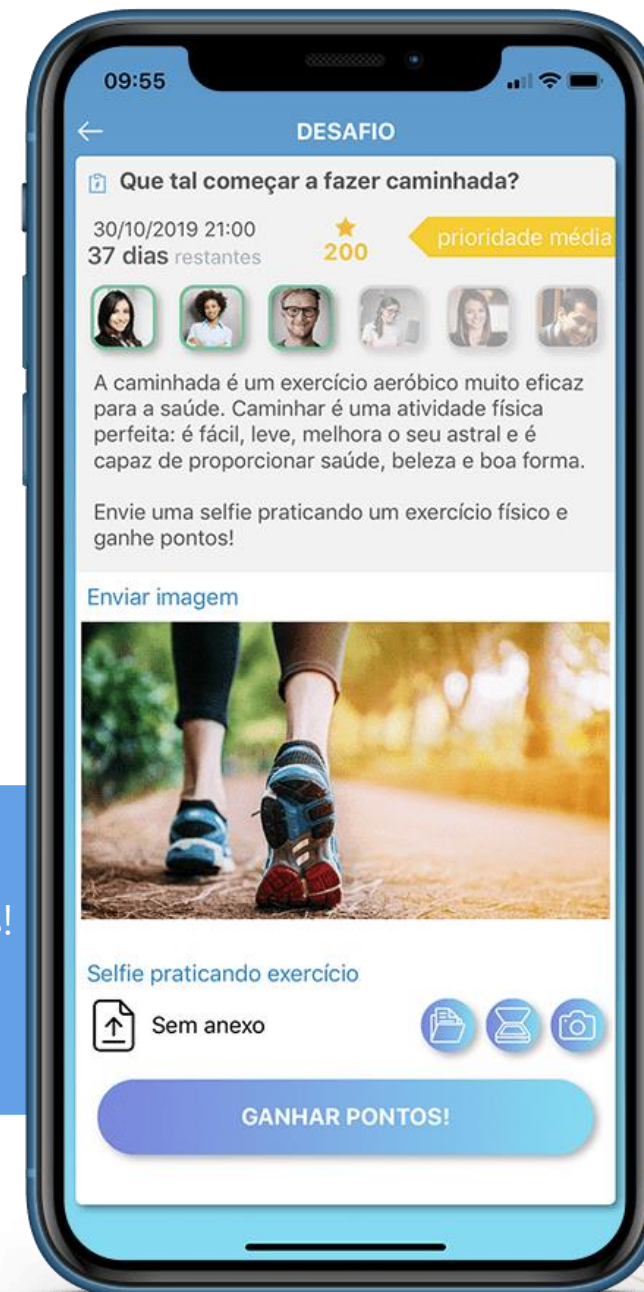 09:55
DESAFIO
Que tal começar a fazer caminhada?
30/10/2019 21:00
37 dias restantes
200
prioridade média
A caminhada é um exercício aeróbico muito eficaz
para a saúde. Caminhar é uma atividade física
perfeita: é fácil, leve, melhora o seu astral e é
capaz de proporcionar saúde, beleza e boa forma.
Envie uma selfie praticando um exercício físico e
ganhe pontos!
Enviar imagem
!
Selfie praticando exercício
Sem anexo
GANHAR PONTOS!